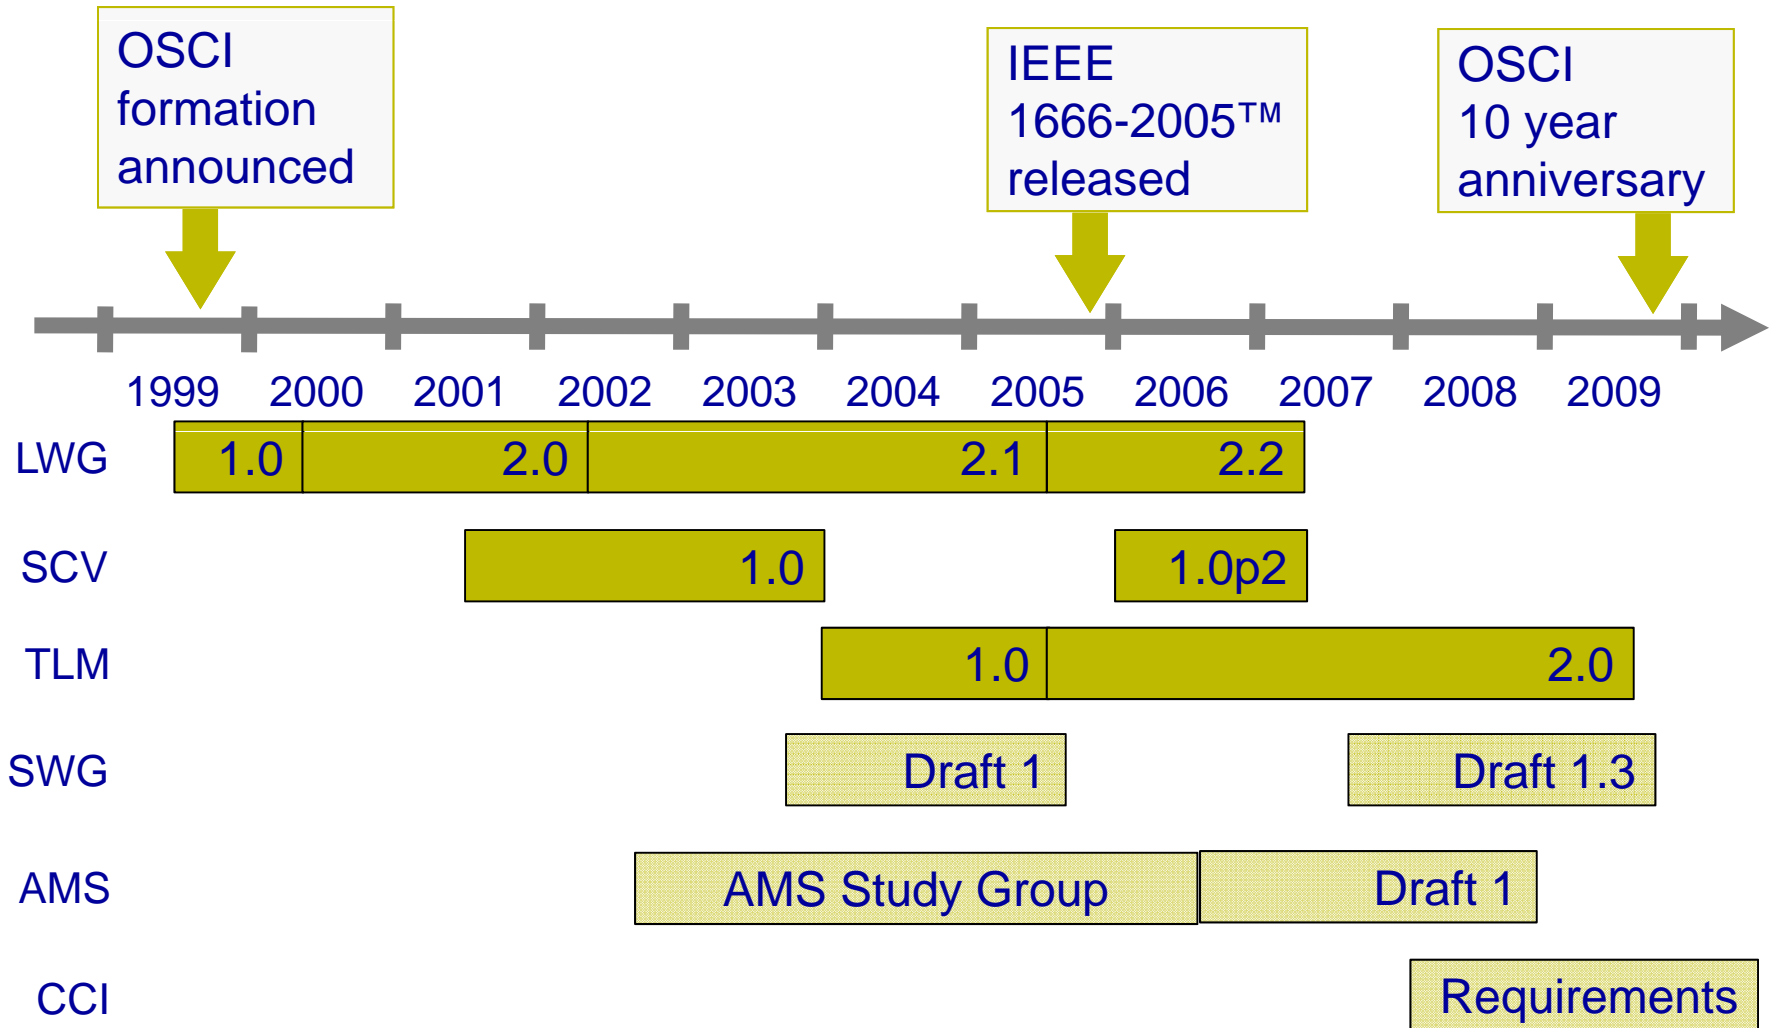 OSCI
formation
announced
IEEE
1666-2005™
released
OSCI
10 year
anniversary
1999 2000 2001 2002 2003 2004 2005 2006 2007 2008 2009
LWG 1.0 2.0 2.1 2.2
SCV 1.0 1.0p2
TLM 1.0 2.0
SWG Draft 1 Draft 1.3
AMS AMS Study Group Draft 1
CCI Requirements